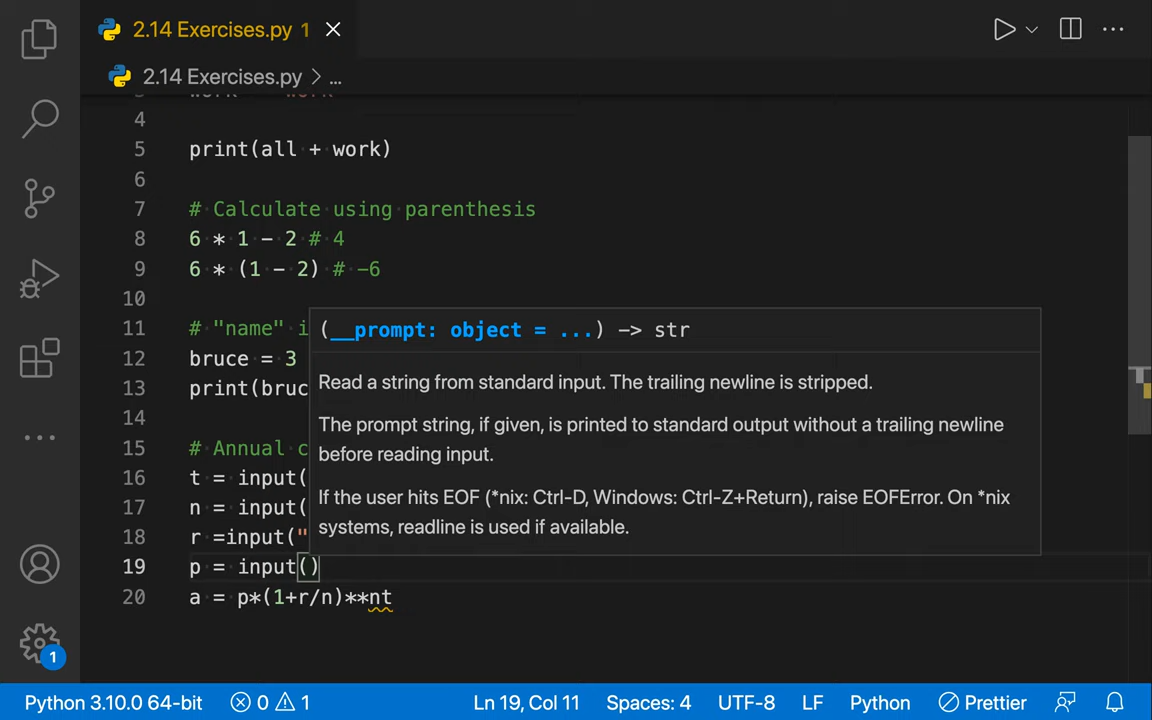 2.14 Exercises.py 1
2.14 Exercises.py > ...
4
5 print(all + work)
6
7 # Calculate using parenthesis
8 6 * 1 - 2 # 4
9 6 * (1 - 2) # -6
10
11 # "name" i
(__prompt: object = ...) -> str
12 bruce = 3
13 print(bruc
Read a string from standard input. The trailing newline is stripped.
The prompt string, if given, is printed to standard output without a trailing newline
before reading input.
If the user hits EOF (*nix: Ctrl-D, Windows: Ctrl-Z+Return), raise EOFError. On *nix
systems, readline is used if available.
14
15 # Annual c
16 t = input(
17 n = input(
18 r =input("
19 p = input()
20 a = p*(1+r/n)**nt
1
Python 3.10.0 64-bit 0 1 Ln 19, Col 11 Spaces: 4 UTF-8 LF Python Prettier